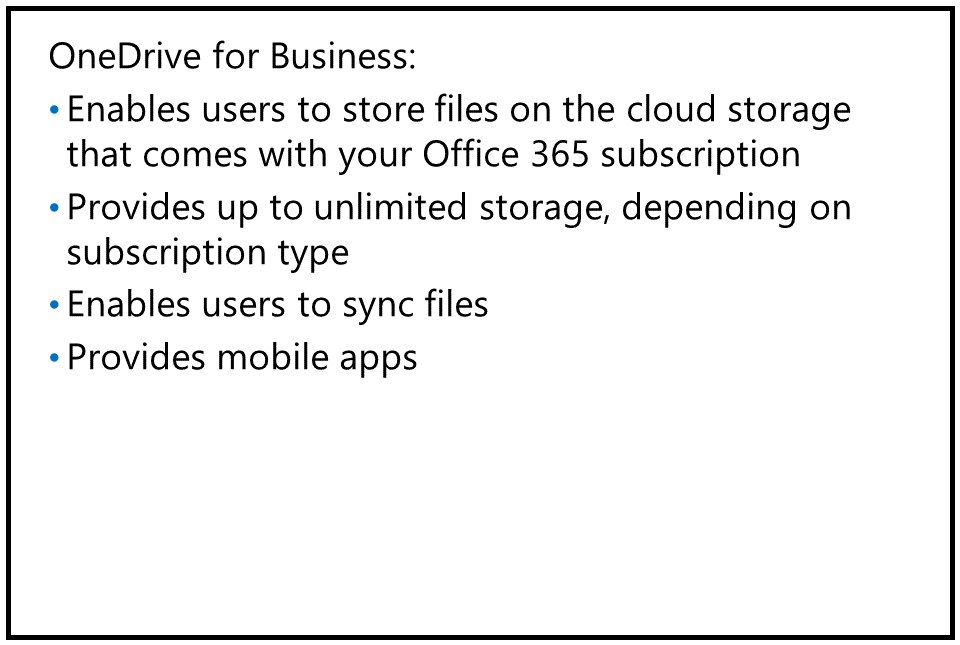 OneDrive for Business:
• Enables users to store files on the cloud storage
that comes with your Office 365 subscription
• Provides up to unlimited storage, depending on
subscription type
• Enables users to sync files
• Provides mobile apps